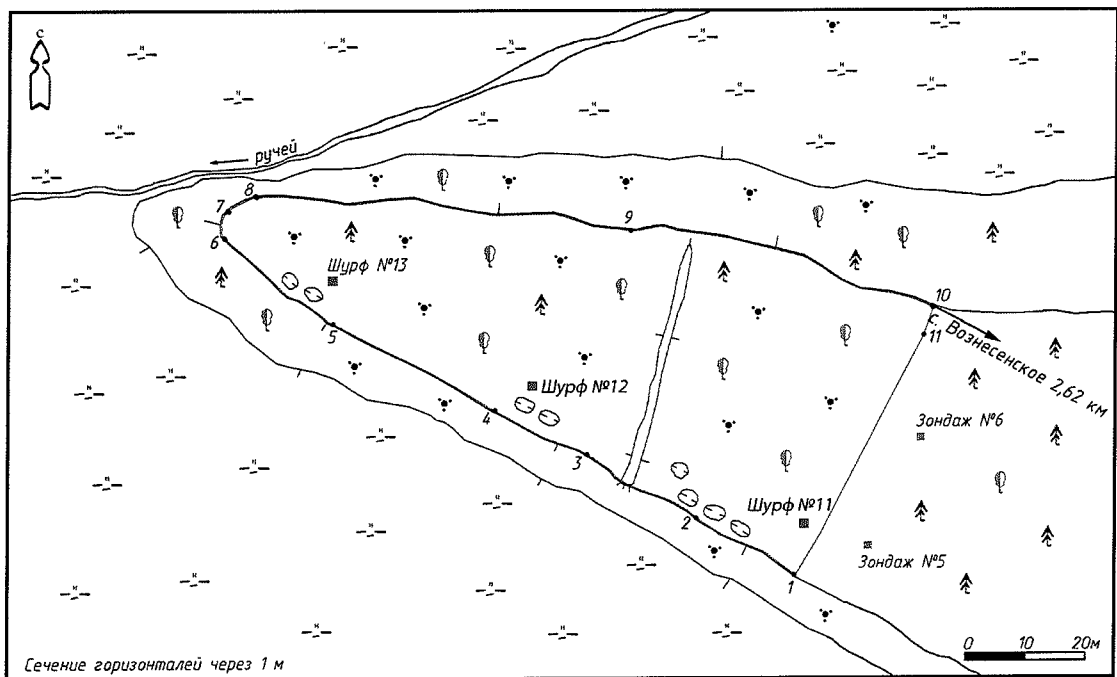 С
ручей
8
7
6
9
Шурф №13
10
11
с. Вознесенское 2,62 км
5
Шурф №12
4
3
Зондаж №6
2
Шурф №11
Зондаж №5
1
0 10 20м
Сечение горизонталей через 1 м